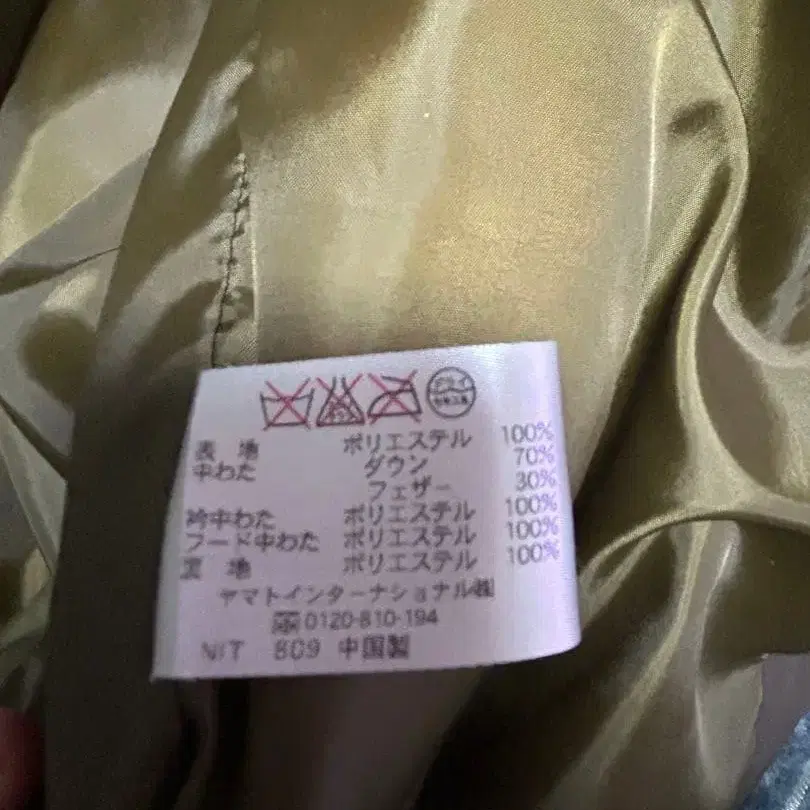 表 地 ポリエステル 100%
中わた ダウン 70%
フェザー 30%
衿中わた ポリエステル 100%
フード中わた ポリエステル 100%
裏 地 ポリエステル 100%
ヤマトインターナショナル㈱
0120-810-194
NIT 809 中国製